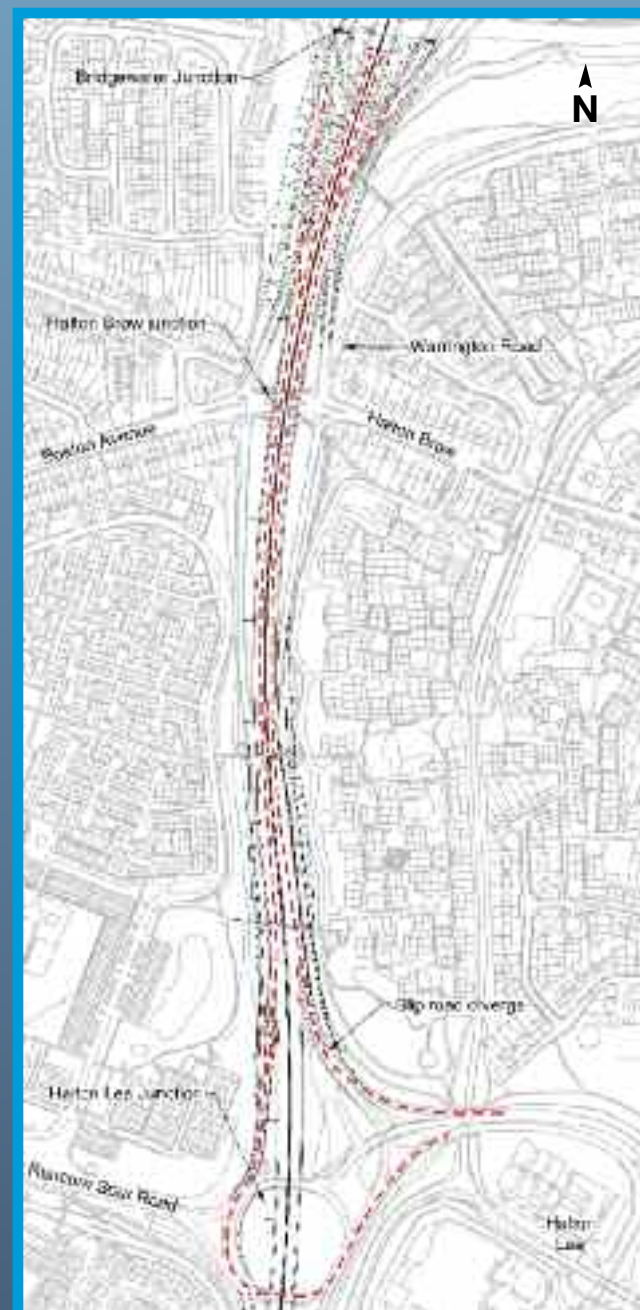 Bridgewater Junction
N
Halton Brow junction
Warrington Road
Boston Avenue
Halton Brow
Slip road diverge
Halton Lea Junction
Runcorn Spur Road
Halton
Lea